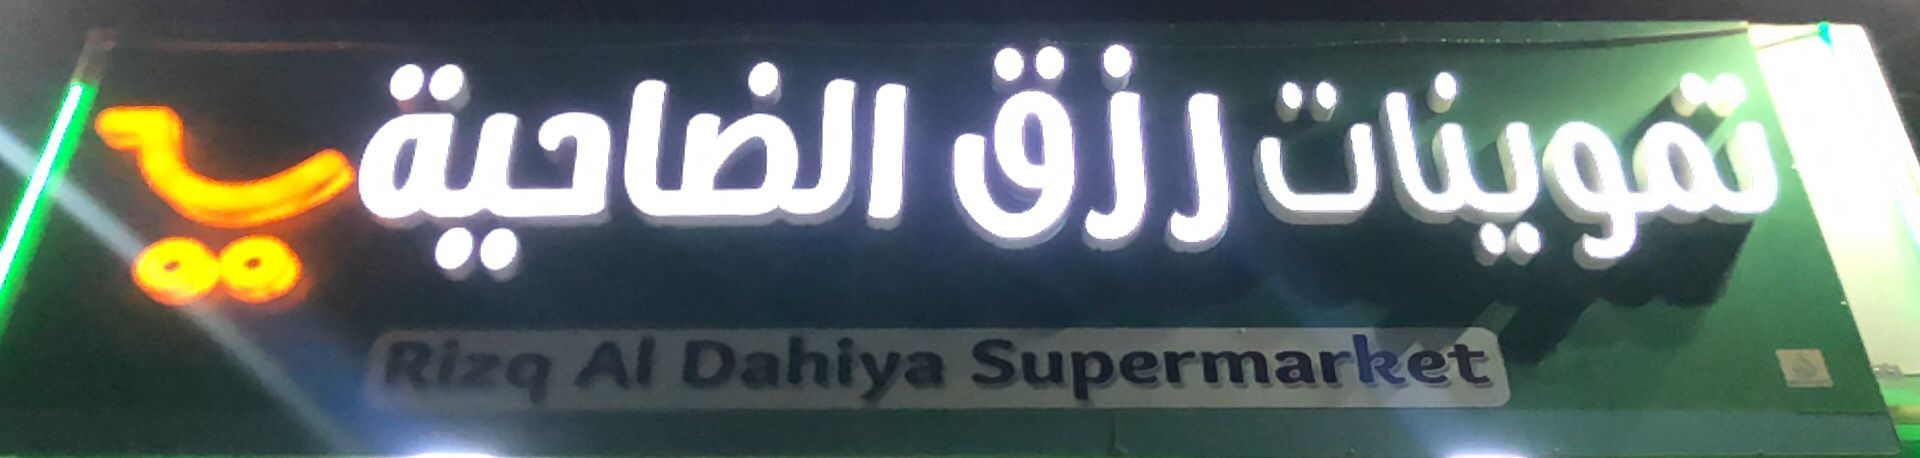 تموينات رزق الضاحية
Rizq Al Dahiya Supermarket